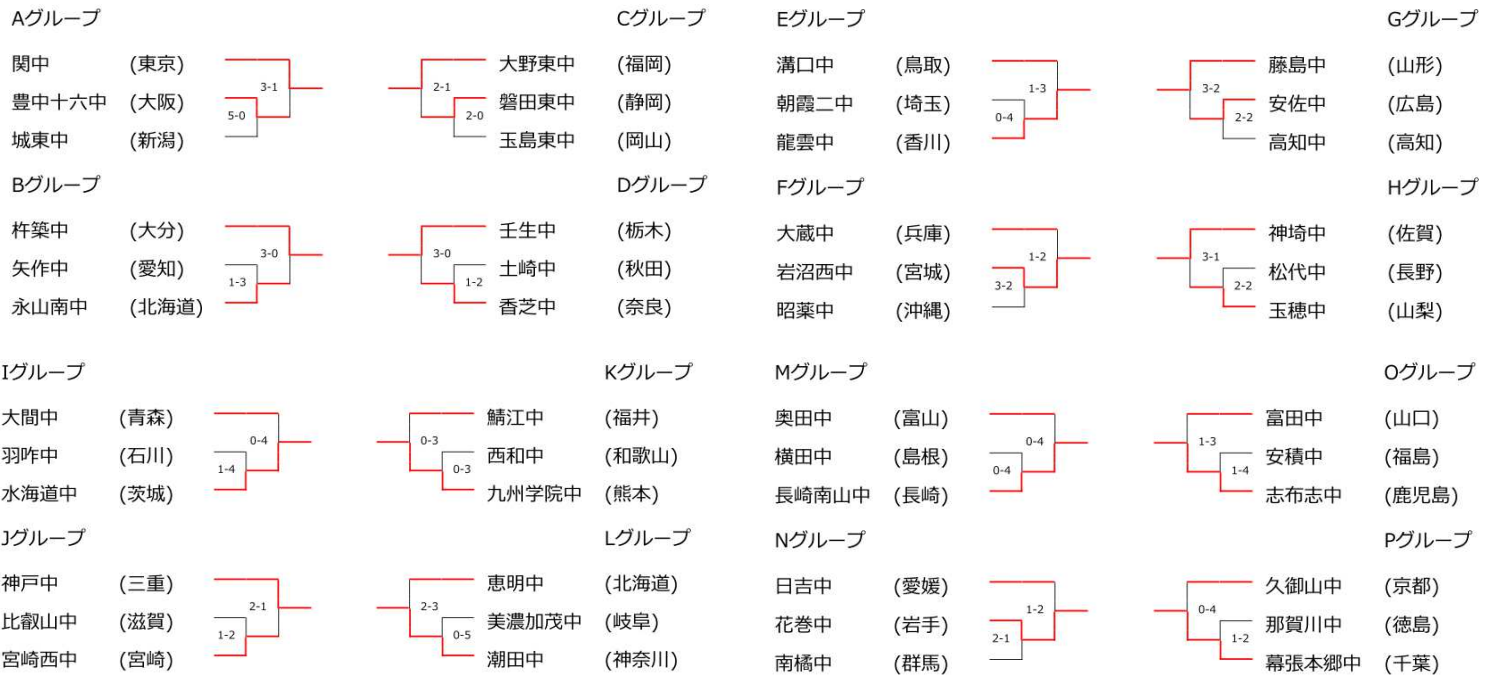 Aグループ
関中 (東京)
豊中十六中 (大阪)
城東中 (新潟)
3-1
5-0
Cグループ
大野東中 (福岡)
磐田東中 (静岡)
玉島東中 (岡山)
2-1
2-0
Eグループ
溝口中 (鳥取)
朝霞二中 (埼玉)
龍雲中 (香川)
1-3
0-4
Gグループ
藤島中 (山形)
安佐中 (広島)
高知中 (高知)
3-2
2-2
Bグループ
杵築中 (大分)
矢作中 (愛知)
永山南中 (北海道)
3-0
1-3
Dグループ
壬生中 (栃木)
土崎中 (秋田)
香芝中 (奈良)
3-0
1-2
Fグループ
大蔵中 (兵庫)
岩沼西中 (宮城)
昭薬中 (沖縄)
1-2
3-2
Hグループ
神埼中 (佐賀)
松代中 (長野)
玉穂中 (山梨)
3-1
2-2
Iグループ
大間中 (青森)
羽咋中 (石川)
水海道中 (茨城)
0-4
1-4
Kグループ
鯖江中 (福井)
西和中 (和歌山)
九州学院中 (熊本)
0-3
0-3
Mグループ
奥田中 (富山)
横田中 (島根)
長崎南山中 (長崎)
0-4
0-4
Oグループ
富田中 (山口)
安積中 (福島)
志布志中 (鹿児島)
1-3
1-4
Jグループ
神戸中 (三重)
比叡山中 (滋賀)
宮崎西中 (宮崎)
2-1
1-2
Lグループ
恵明中 (北海道)
美濃加茂中 (岐阜)
潮田中 (神奈川)
2-3
0-5
Nグループ
日吉中 (愛媛)
花巻中 (岩手)
南橘中 (群馬)
1-2
2-1
Pグループ
久御山中 (京都)
那賀川中 (徳島)
幕張本郷中 (千葉)
0-4
1-2